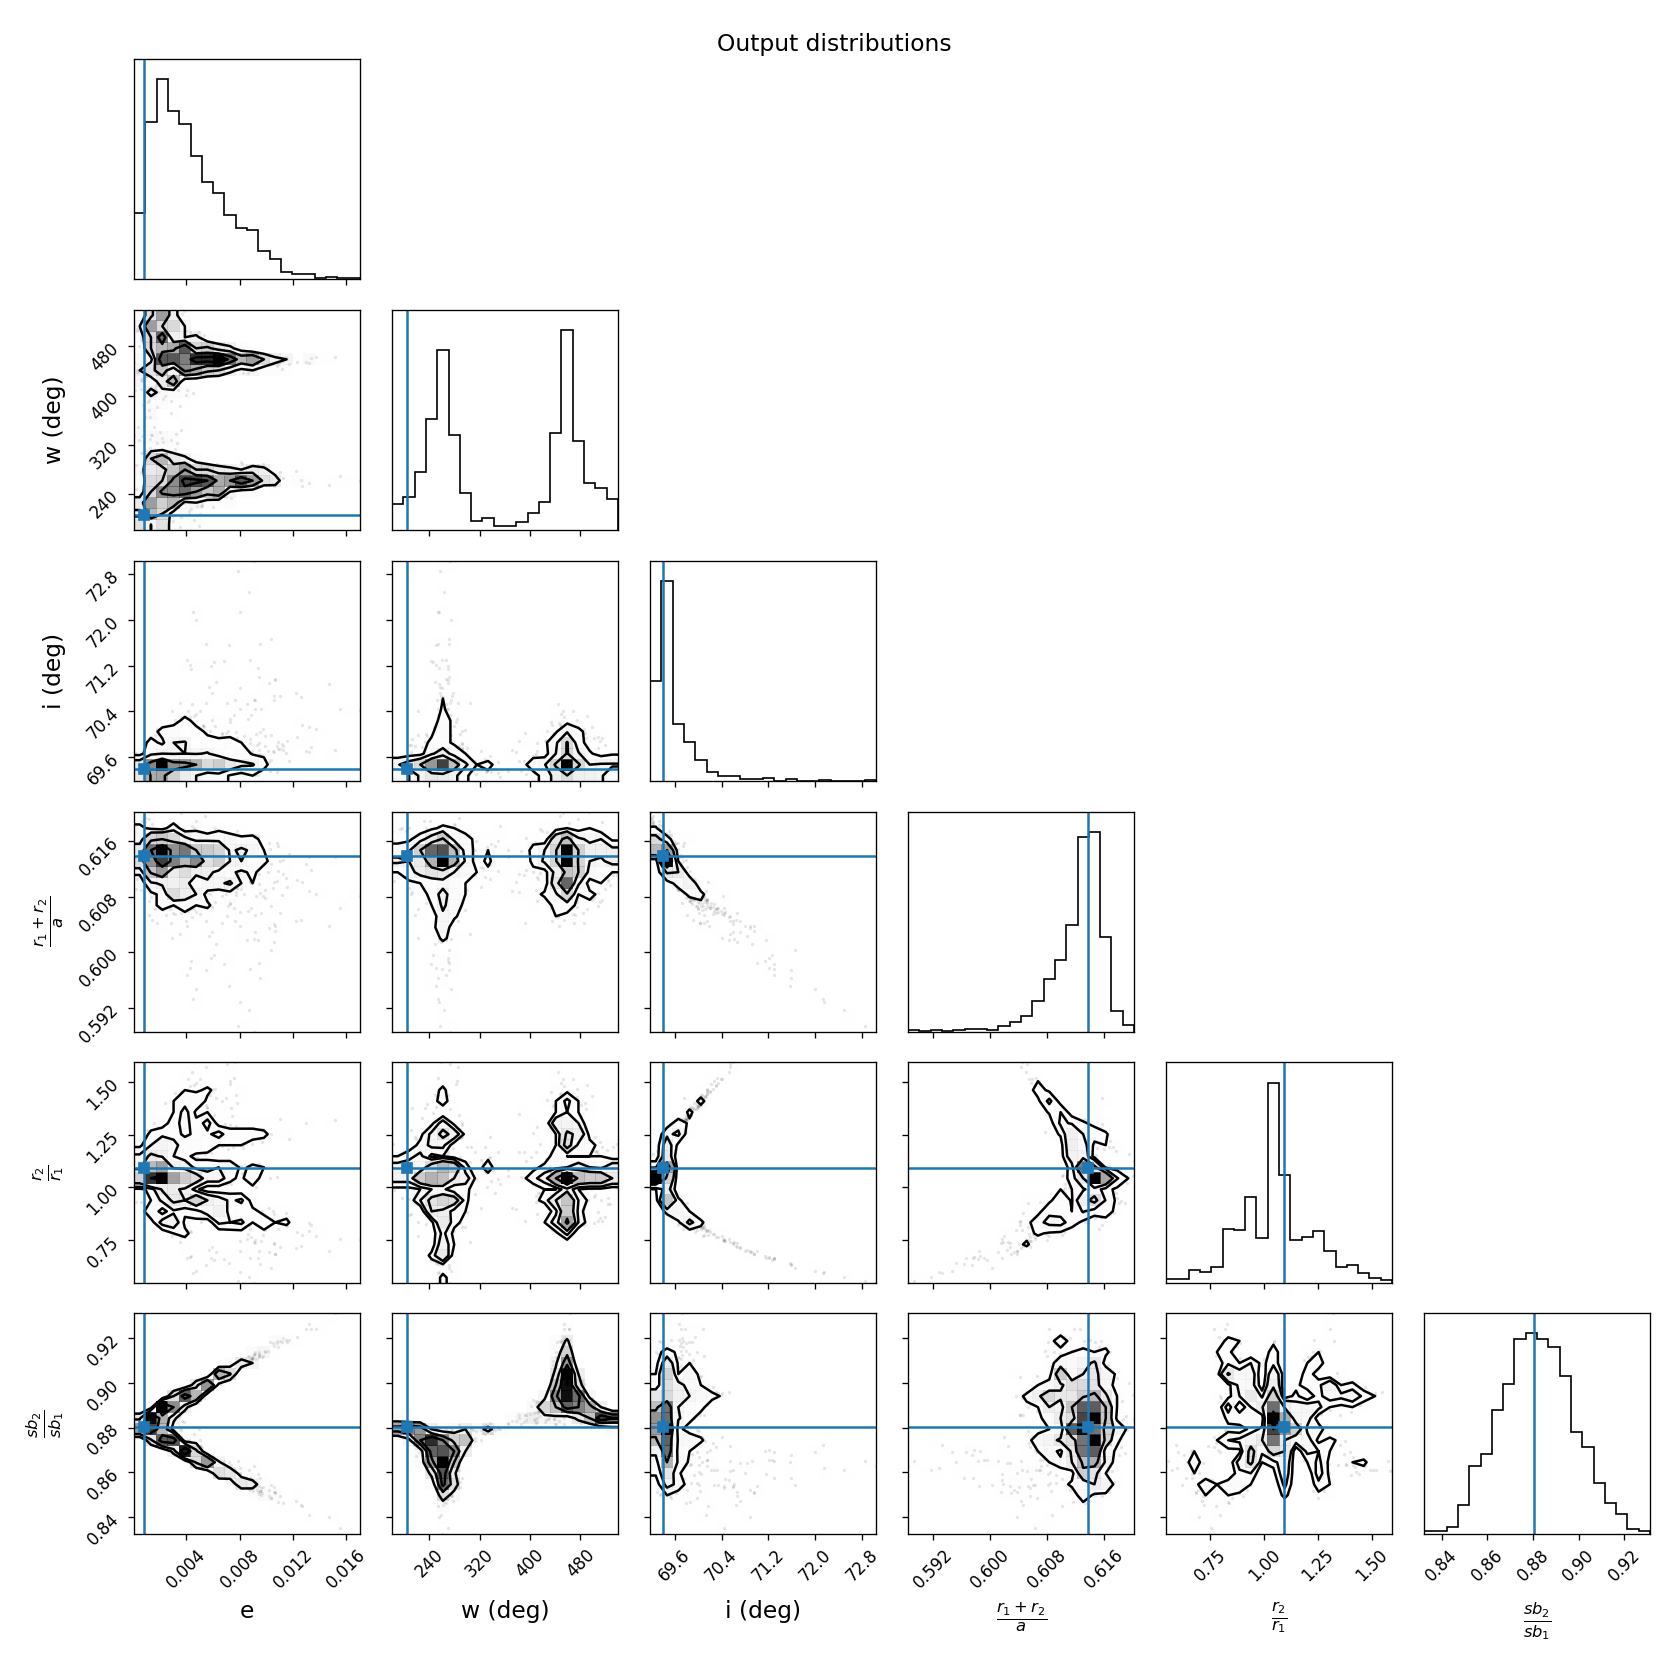 Output distributions
w (deg)
480
400
320
240
i (deg)
72.8
72.0
71.2
70.4
69.6
r₁ + r₂
a
0.616
0.608
0.600
0.592
r₂
r₁
1.50
1.25
1.00
0.75
sb₂
sb₁
0.92
0.90
0.88
0.86
0.84
0.004 0.008 0.012 0.016 240 320 400 480 69.6 70.4 71.2 72.0 72.8 0.592 0.600 0.608 0.616 0.75 1.00 1.25 1.50 0.84 0.86 0.88 0.90 0.92
e w (deg) i (deg)
r₁ + r₂
a
r₂
r₁
sb₂
sb₁